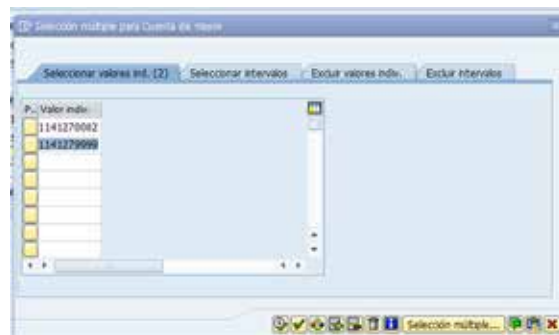 Selección múltiple para Cuenta de mayor
Seleccionar valores ind. (2)
Seleccionar intervalos
Excluir valores indiv.
Excluir intervalos
P.. Valor indiv.
1141270002
1141279999
Selección múltiple...